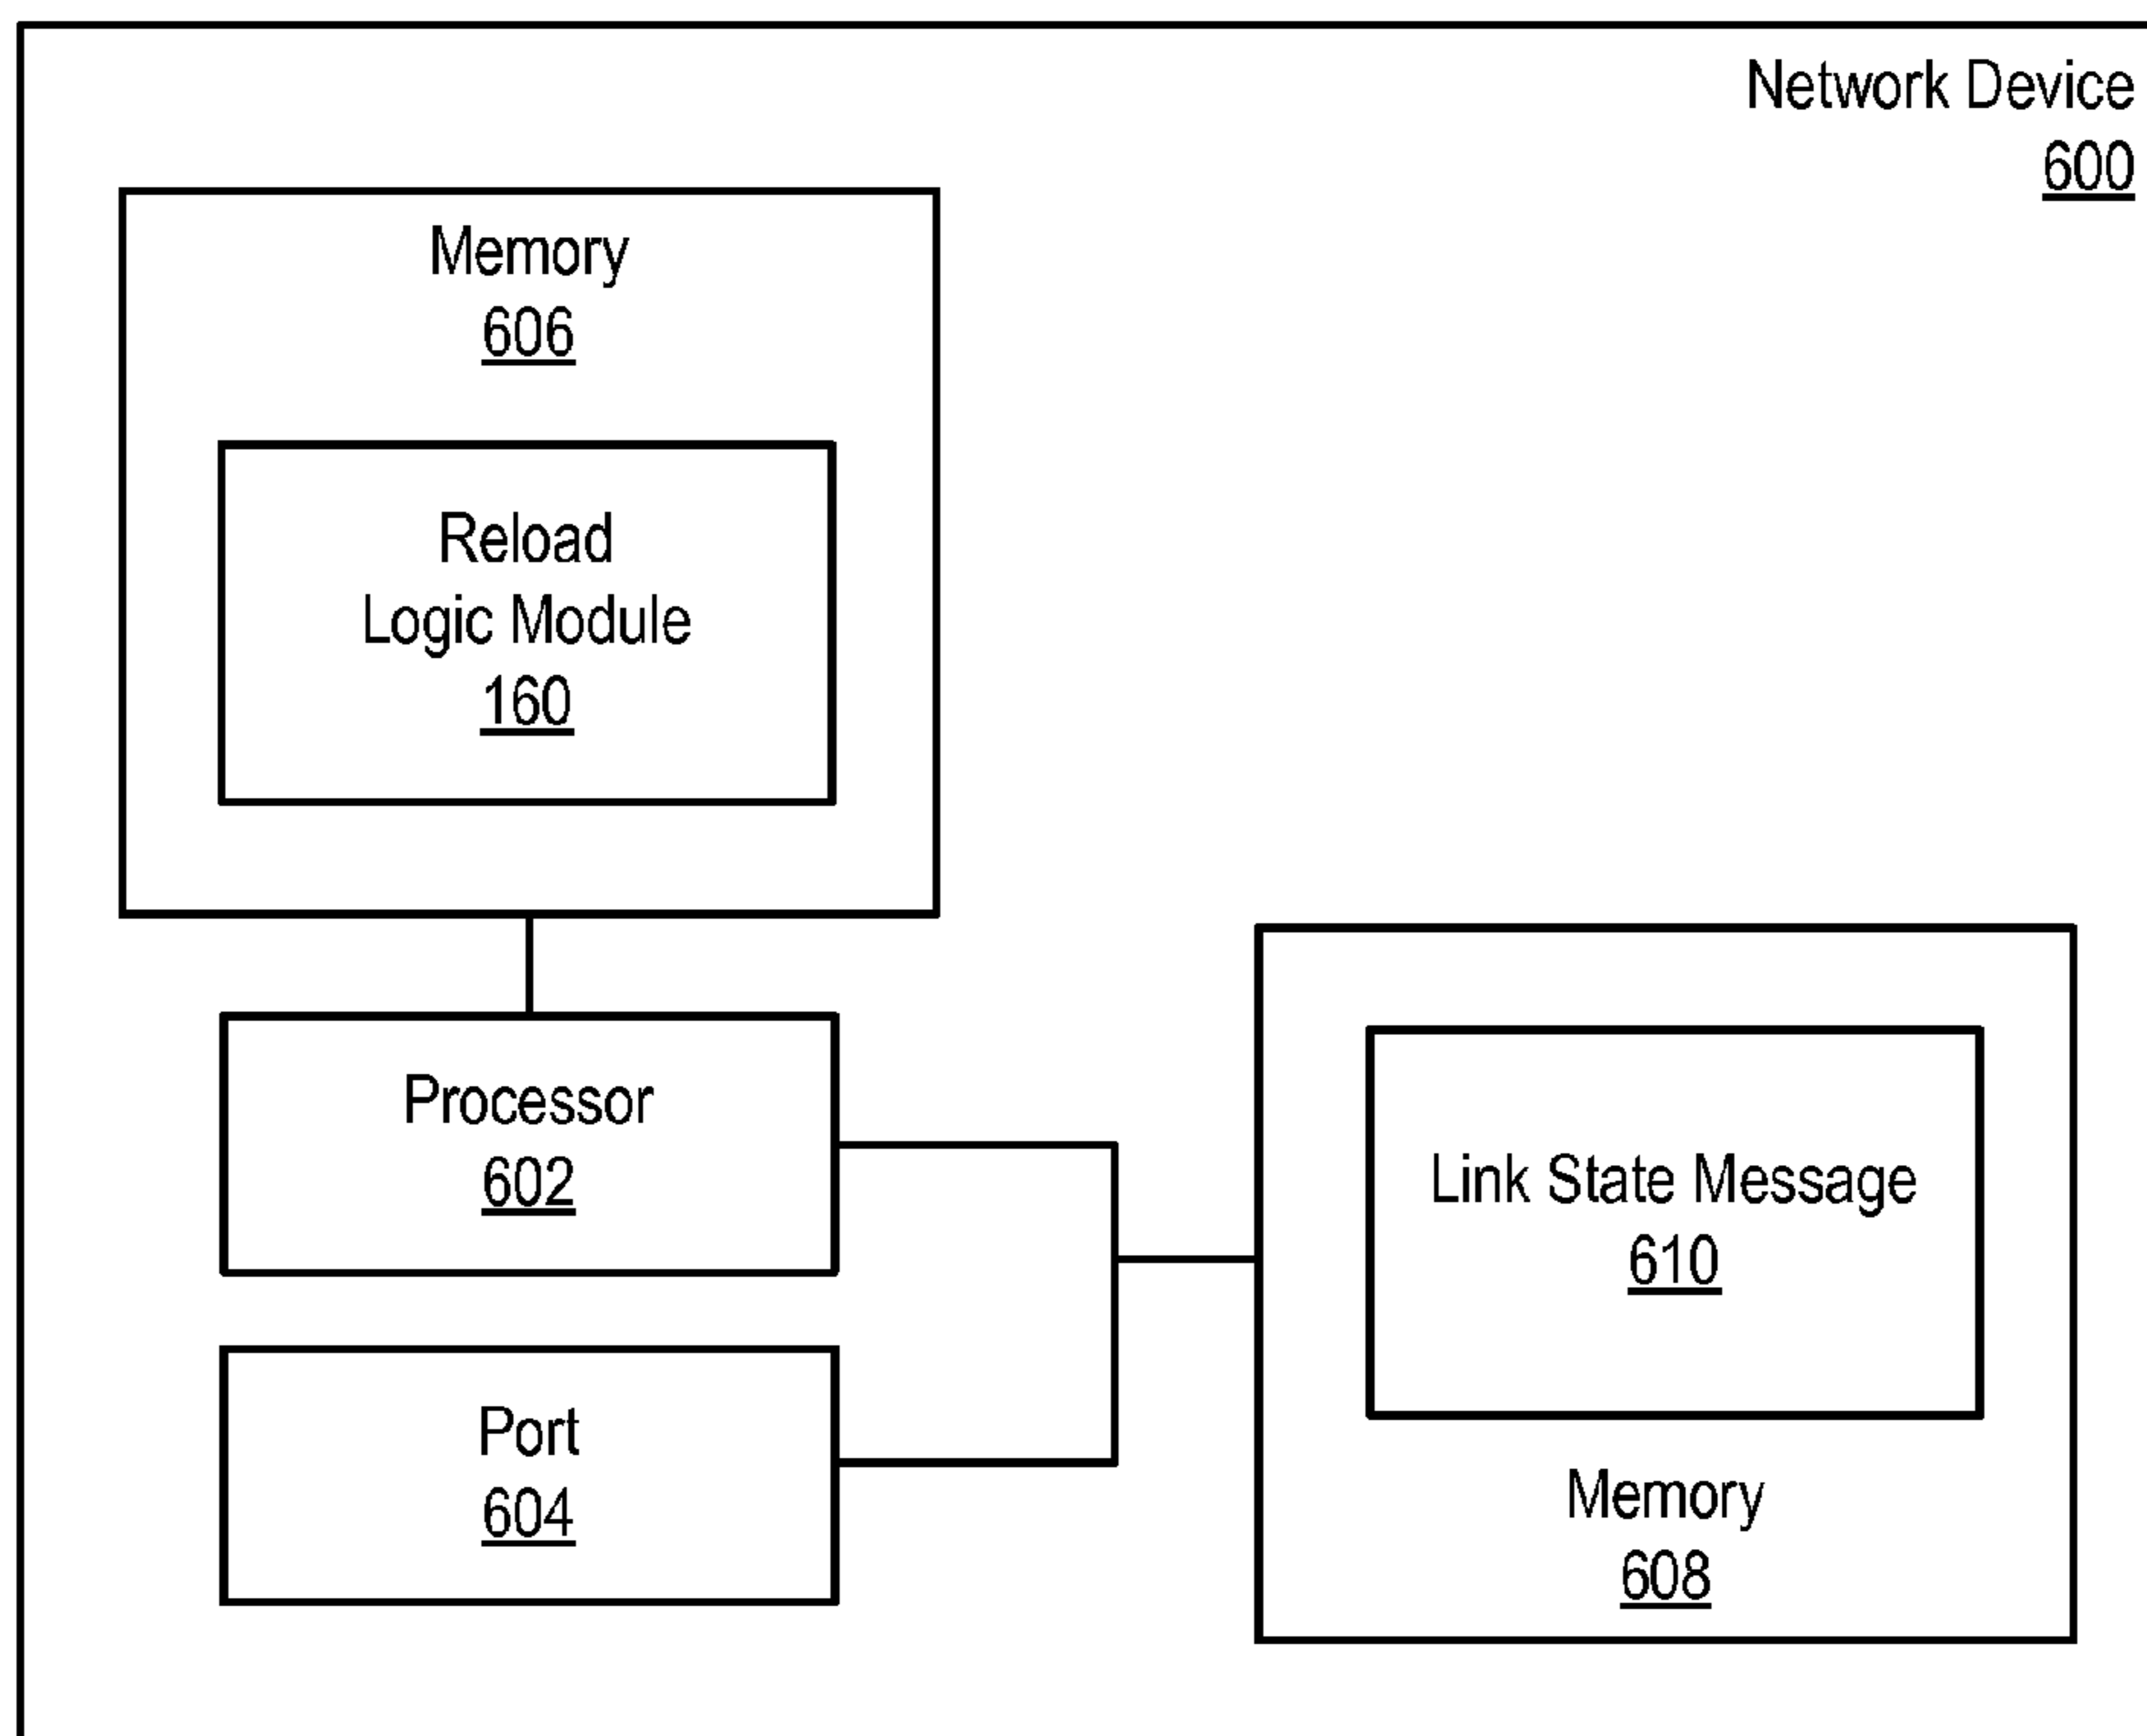 Network Device
600
Memory
606
Reload
Logic Module
160
Processor
602
Link State Message
610
Port
604
Memory
608